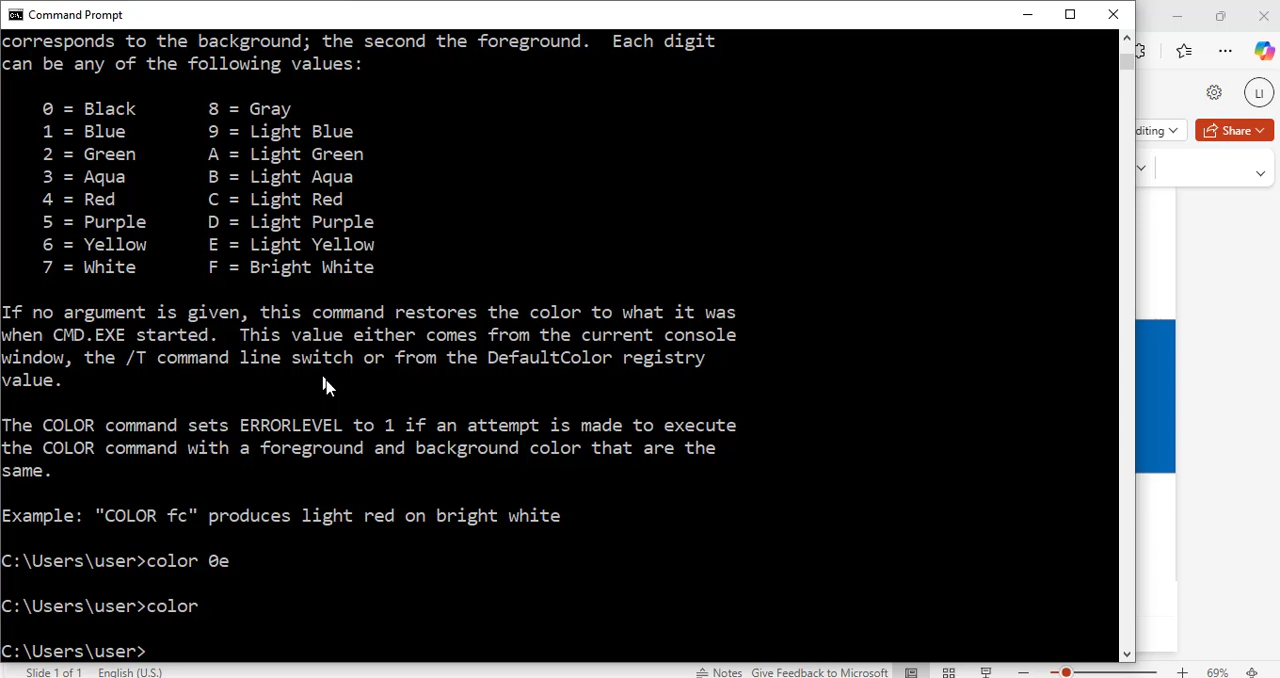 Command Prompt
corresponds to the background; the second the foreground.  Each digit
can be any of the following values:
0 = Black       8 = Gray
1 = Blue        9 = Light Blue
2 = Green       A = Light Green
3 = Aqua        B = Light Aqua
4 = Red         C = Light Red
5 = Purple      D = Light Purple
6 = Yellow      E = Light Yellow
7 = White       F = Bright White
If no argument is given, this command restores the color to what it was
when CMD.EXE started.  This value either comes from the current console
window, the /T command line switch or from the DefaultColor registry
value.
The COLOR command sets ERRORLEVEL to 1 if an attempt is made to execute
the COLOR command with a foreground and background color that are the
same.
Example: "COLOR fc" produces light red on bright white
C:\Users\user>color 0e
C:\Users\user>color
C:\Users\user>
LI
diting
Share
Slide 1 of 1 English (U.S.) Notes Give Feedback to Microsoft 69%